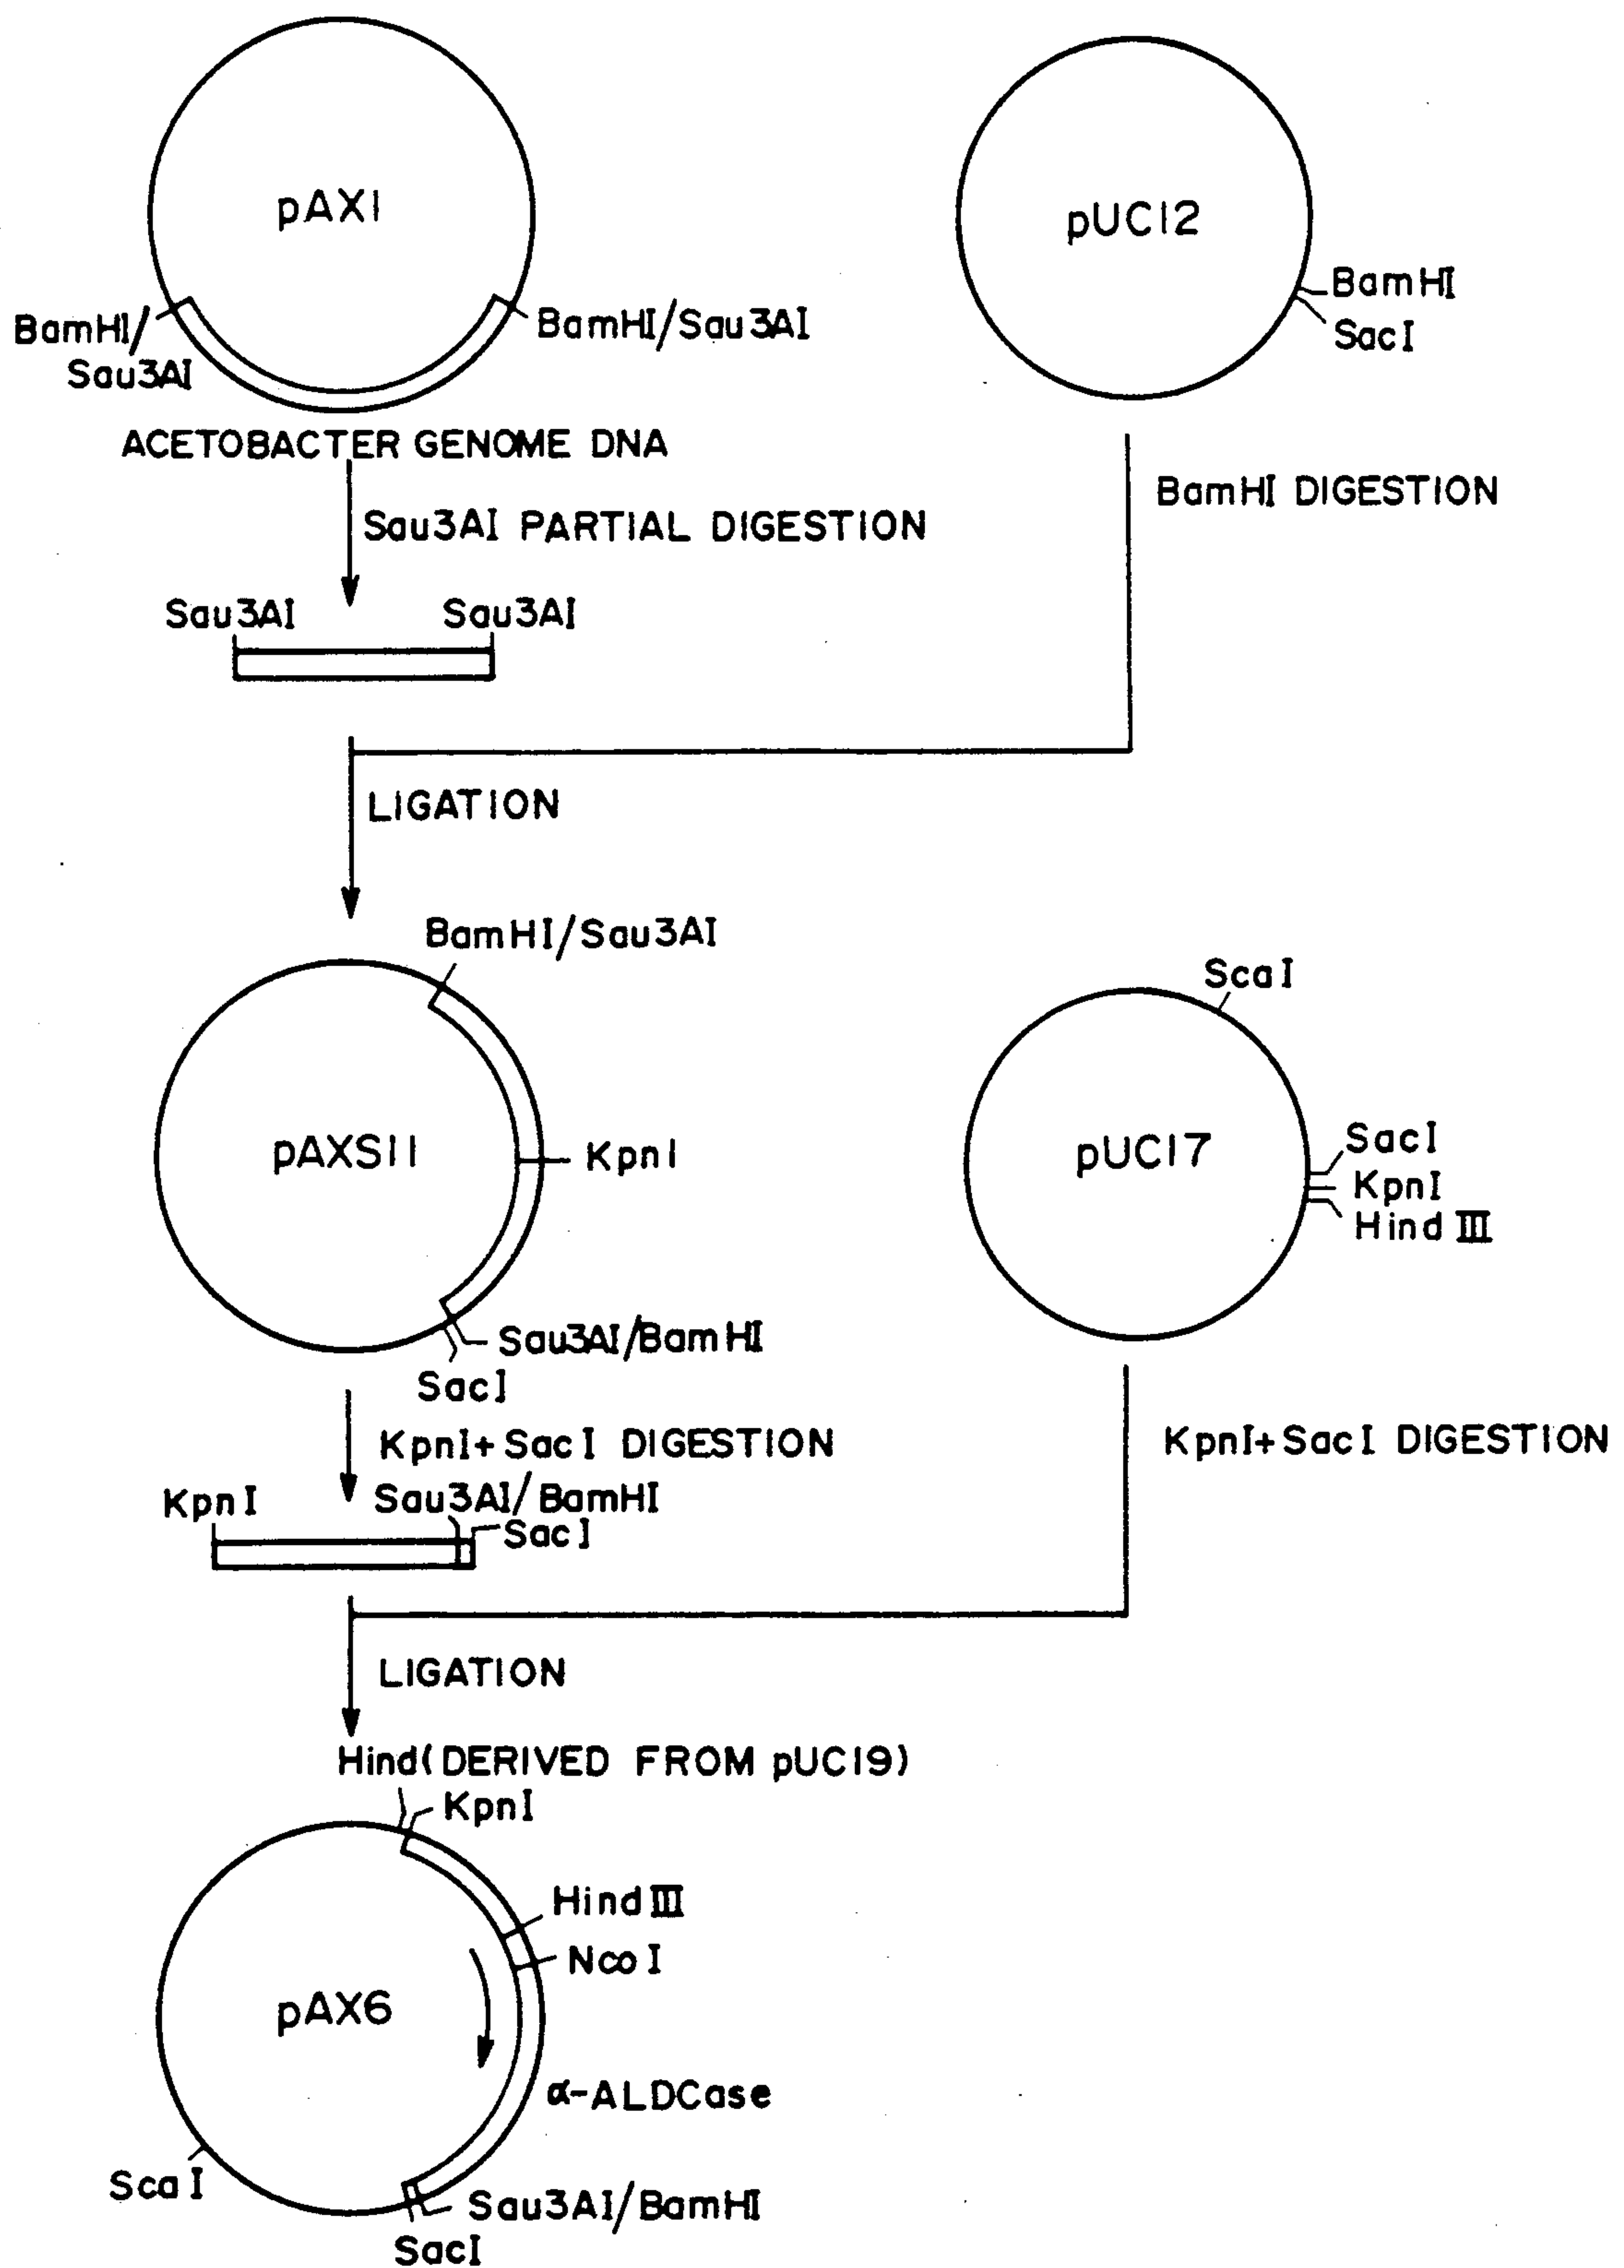 pAX1
pUC12
BamHI
SacI
BamHI/
Sau3AI
BamHI/Sau3AI
ACETOBACTER GENOME DNA
BamHI DIGESTION
Sau3AI PARTIAL DIGESTION
Sau3AI
Sau3AI
LIGATION
BamHI/Sau3AI
pAXS11
KpnI
Sau3AI/BamHI
SacI
ScaI
pUC17
SacI
KpnI
Hind III
KpnI+SacI DIGESTION
KpnI+SacI DIGESTION
KpnI
Sau3AI/BamHI
SacI
LIGATION
Hind(DERIVED FROM pUC19)
KpnI
Hind III
NcoI
pAX6
α-ALDCase
ScaI
Sau3AI/BamHI
SacI